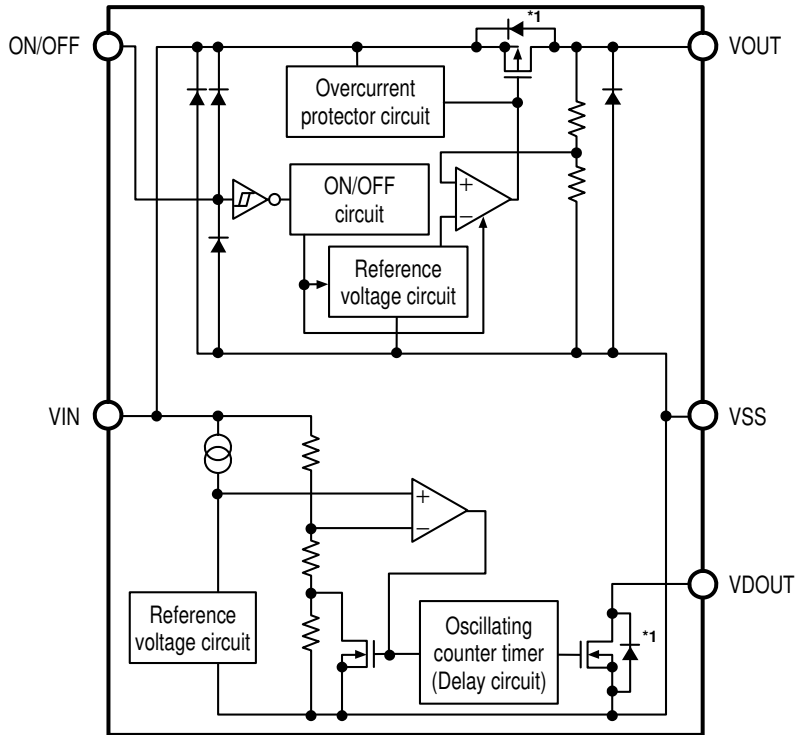 *1
ON/OFF
VOUT
Overcurrent
protector circuit
ON/OFF
circuit
+
−
Reference
voltage circuit
VIN
VSS
+
−
VDOUT
Reference
voltage circuit
Oscillating
counter timer
(Delay circuit)
*1